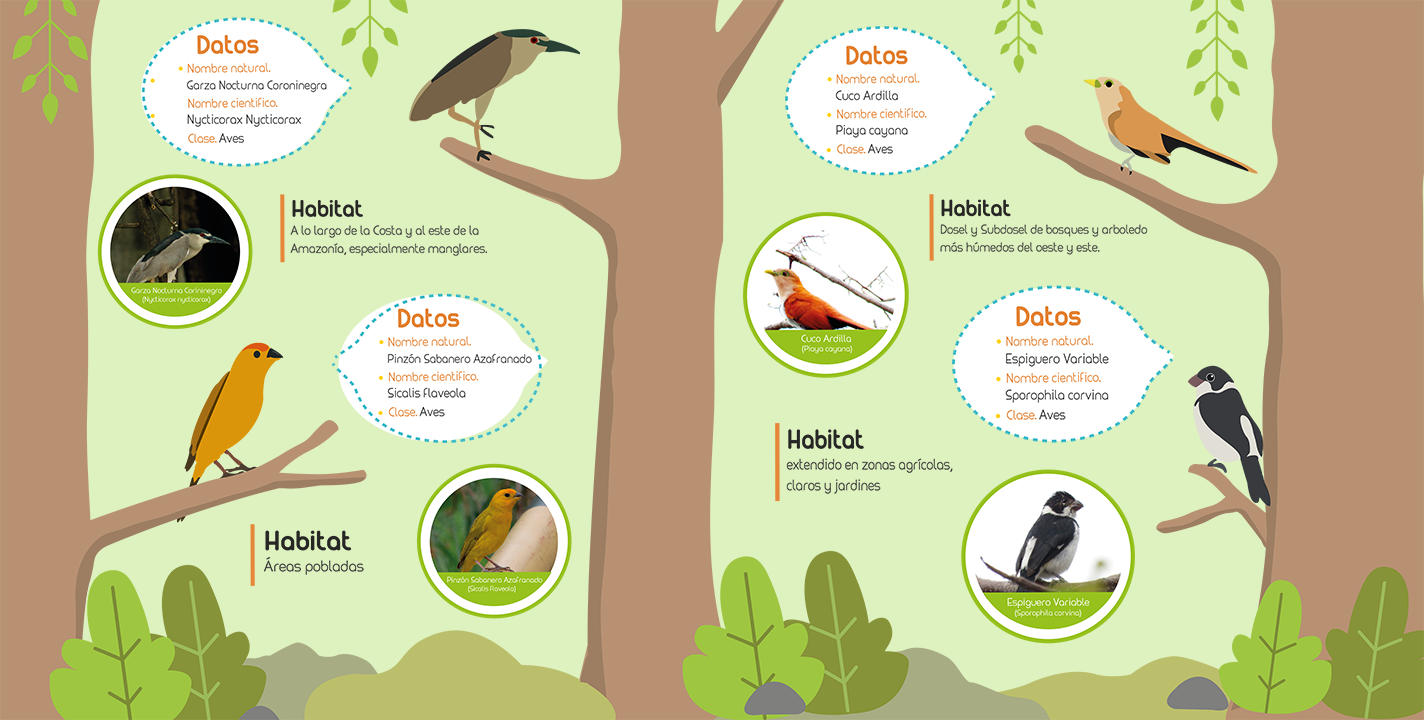 Datos
Nombre natural.
Garza Nocturna Coroninegra
Nombre científico.
Nycticorax Nycticorax
Clase. Aves
Habitat
A lo largo de la Costa y al este de la
Amazonía, especialmente manglares.
Garza Nocturna Corininegra
(Nycticorax nycticorax)
Datos
Nombre natural.
Pinzón Sabanero Azafranado
Nombre científico.
Sicalis flaveola
Clase. Aves
Pinzón Sabanero Azafranado
(Sicalis flaveola)
Habitat
Áreas pobladas
Datos
Nombre natural.
Cuco Ardilla
Nombre científico.
Piaya cayana
Clase. Aves
Habitat
Dosel y Subdosel de bosques y arboledo
más húmedos del oeste y este.
Cuco Ardilla
(Piaya cayana)
Datos
Nombre natural.
Espiguero Variable
Nombre científico.
Sporophila corvina
Clase. Aves
Habitat
extendido en zonas agrícolas,
claros y jardines
Espiguero Variable
(Sporophila corvina)